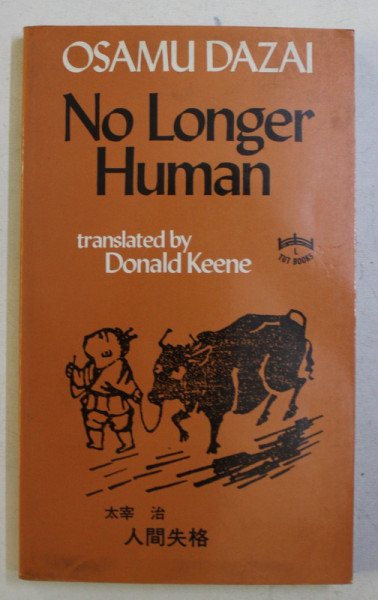 OSAMU DAZAI
No Longer
Human
translated by
Donald Keene
L
TUT BOOKS
太宰 治
人間失格